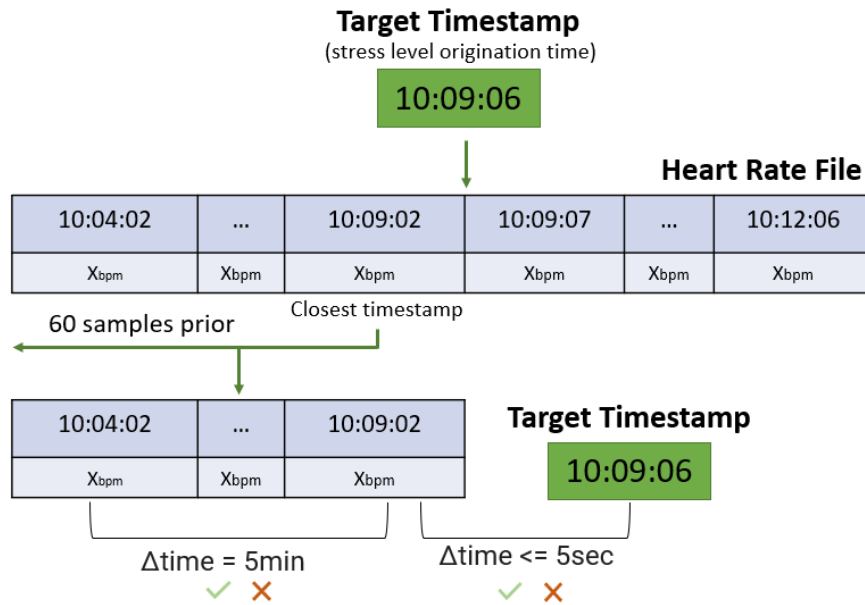 Target Timestamp
(stress level origination time)
10:09:06
Heart Rate File
10:04:02 ... 10:09:02 10:09:07 ... 10:12:06
Xbpm Xbpm Xbpm Xbpm Xbpm Xbpm
Closest timestamp
60 samples prior
10:04:02 ... 10:09:02
Xbpm Xbpm Xbpm
Target Timestamp
10:09:06
Δtime = 5min
Δtime <= 5sec